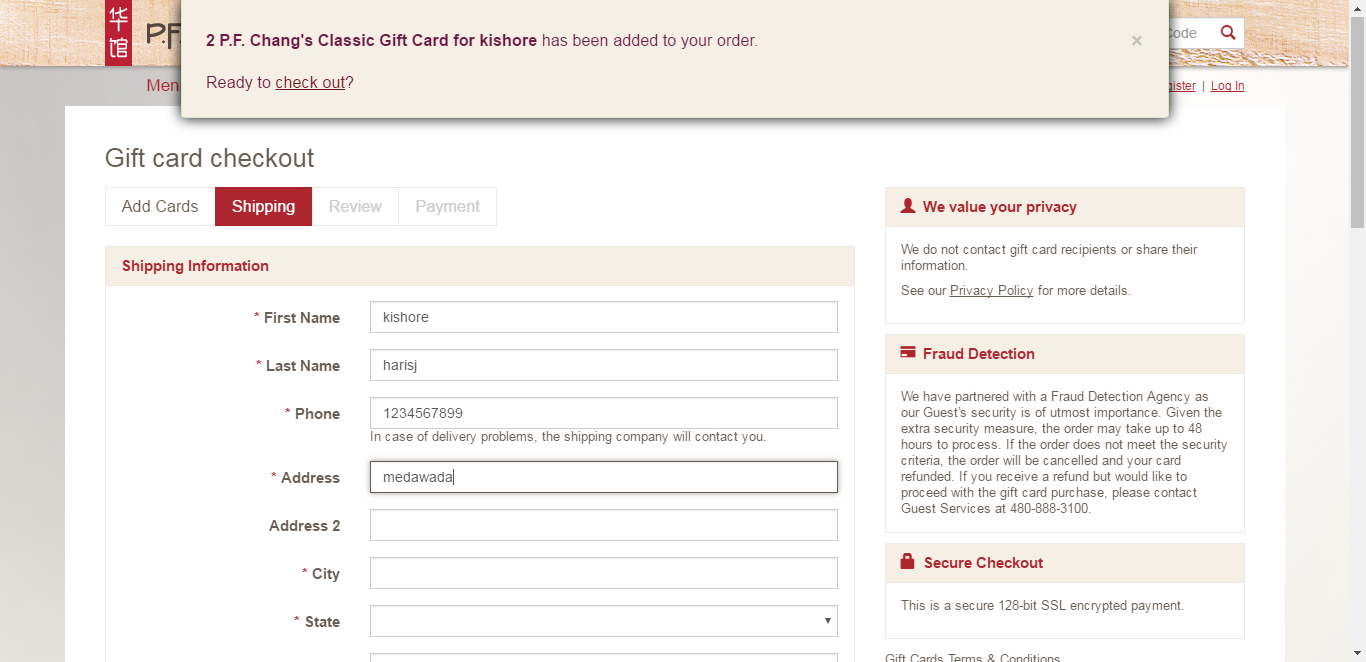 华
馆
P.F.
2 P.F. Chang's Classic Gift Card for kishore has been added to your order.
×
Ready to check out?
Code
Men
ister | Log In
Gift card checkout
Add Cards
Shipping
Review
Payment
Shipping Information
* First Name
kishore
* Last Name
harisj
* Phone
1234567899
In case of delivery problems, the shipping company will contact you.
* Address
medawada
Address 2
* City
* State
We value your privacy
We do not contact gift card recipients or share their
information.
See our Privacy Policy for more details.
Fraud Detection
We have partnered with a Fraud Detection Agency as
our Guest's security is of utmost importance. Given the
extra security measure, the order may take up to 48
hours to process. If the order does not meet the security
criteria, the order will be cancelled and your card
refunded. If you receive a refund but would like to
proceed with the gift card purchase, please contact
Guest Services at 480-888-3100.
Secure Checkout
This is a secure 128-bit SSL encrypted payment.
Gift Cards Terms & Conditions